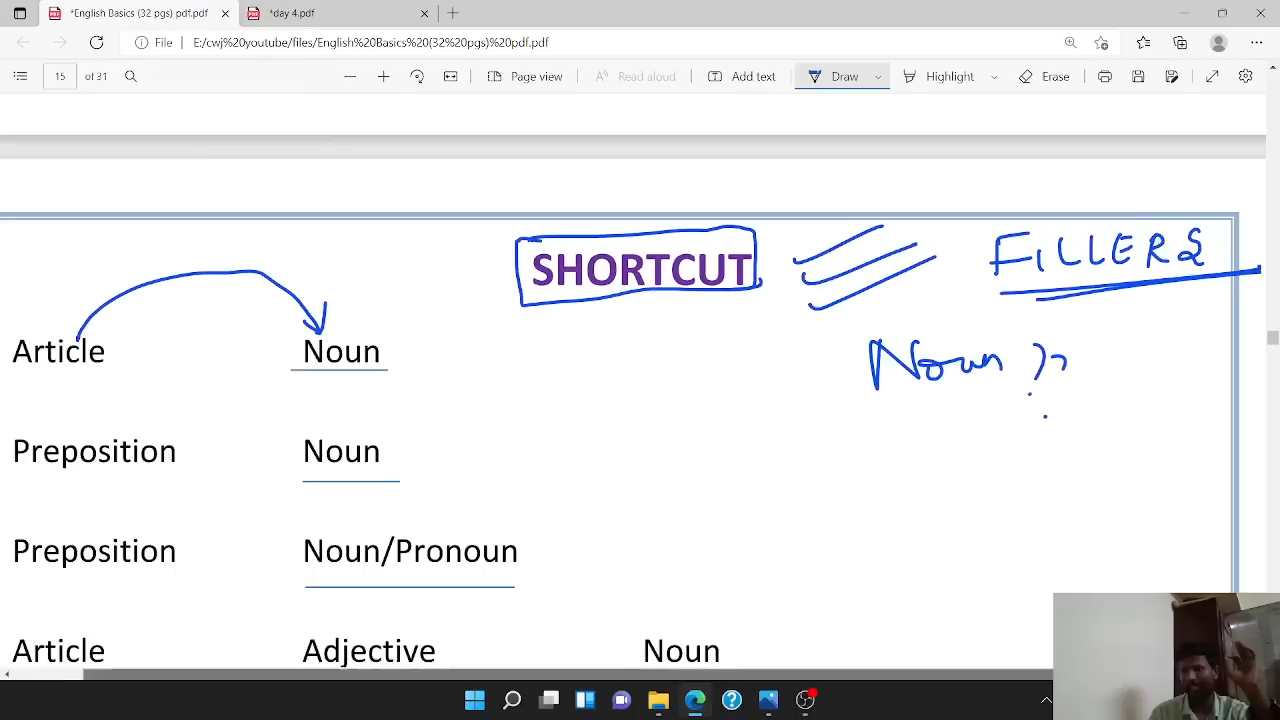 *English Basics (32 pgs) pdf.pdf
*day 4.pdf
File E:/cwj%20youtube/files/English%20Basics%20(32%20pgs)%20pdf.pdf
15 of 31 Page view Read aloud Add text Draw Highlight Erase
SHORTCUT FILLERS
Article Noun Noun ??
Preposition Noun
Preposition Noun/Pronoun
Article Adjective Noun